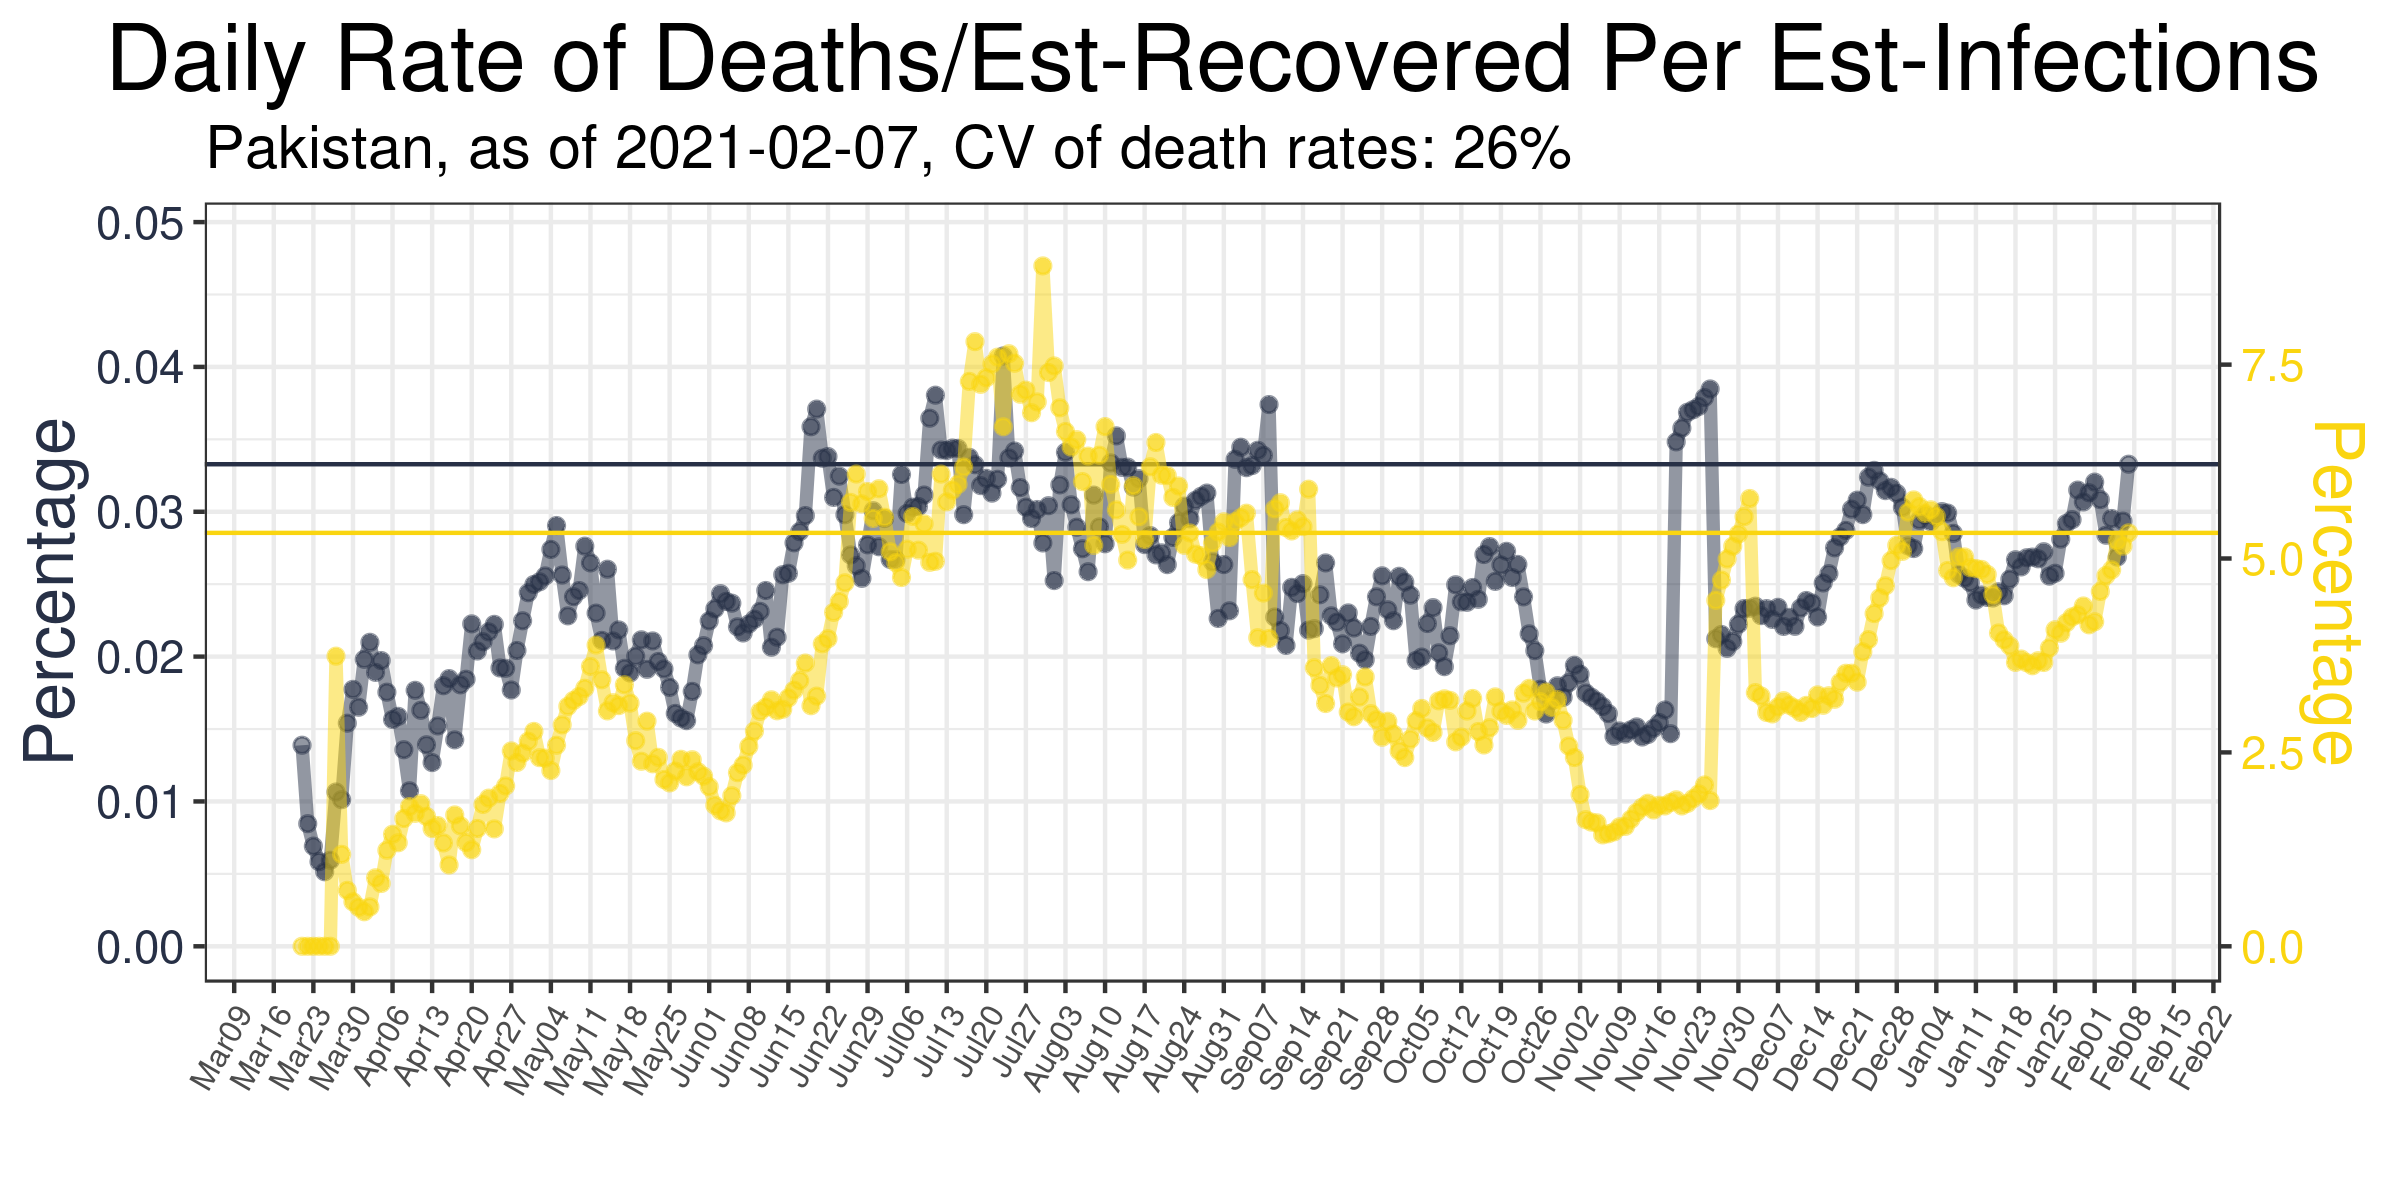 Daily Rate of Deaths/Est-Recovered Per Est-Infections
Pakistan, as of 2021-02-07, CV of death rates: 26%
Percentage
0.05
0.04
0.03
0.02
0.01
0.00
7.5
5.0
2.5
0.0
Percentage
Mar09
Mar16
Mar23
Mar30
Apr06
Apr13
Apr20
Apr27
May04
May11
May18
May25
Jun01
Jun08
Jun15
Jun22
Jun29
Jul06
Jul13
Jul20
Jul27
Aug03
Aug10
Aug17
Aug24
Aug31
Sep07
Sep14
Sep21
Sep28
Oct05
Oct12
Oct19
Oct26
Nov02
Nov09
Nov16
Nov23
Nov30
Dec07
Dec14
Dec21
Dec28
Jan04
Jan11
Jan18
Jan25
Feb01
Feb08
Feb15
Feb22